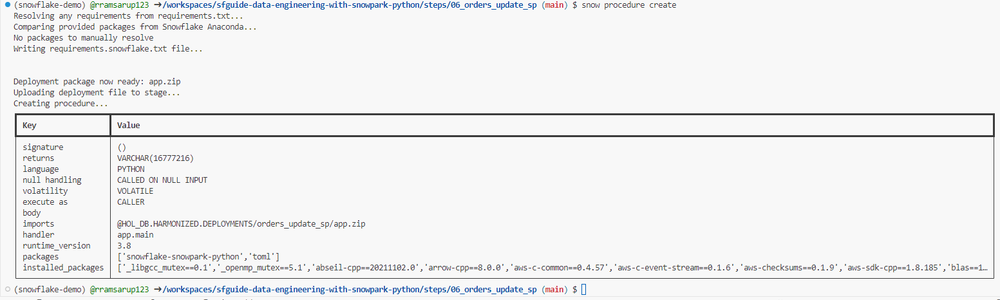 (snowflake-demo) @rramsarup123 ➜/workspaces/sfguide-data-engineering-with-snowpark-python/steps/06_orders_update_sp (main) $ snow procedure create
Resolving any requirements from requirements.txt...
Comparing provided packages from Snowflake Anaconda...
No packages to manually resolve
Writing requirements.snowflake.txt file...
Deployment package now ready: app.zip
Uploading deployment file to stage...
Creating procedure...
Key Value
signature ()
returns VARCHAR(16777216)
language PYTHON
null handling CALLED ON NULL INPUT
volatility VOLATILE
execute as CALLER
body
imports @HOL_DB.HARMONIZED.DEPLOYMENTS/orders_update_sp/app.zip
handler app.main
runtime_version 3.8
packages ['snowflake-snowpark-python','toml']
installed_packages ['_libgcc_mutex==0.1','_openmp_mutex==5.1','abseil-cpp==20211102.0','arrow-cpp==8.0.0','aws-c-common==0.4.57','aws-c-event-stream==0.1.6','aws-checksums==0.1.9','aws-sdk-cpp==1.8.185','blas==1…
(snowflake-demo) @rramsarup123 ➜/workspaces/sfguide-data-engineering-with-snowpark-python/steps/06_orders_update_sp (main) $